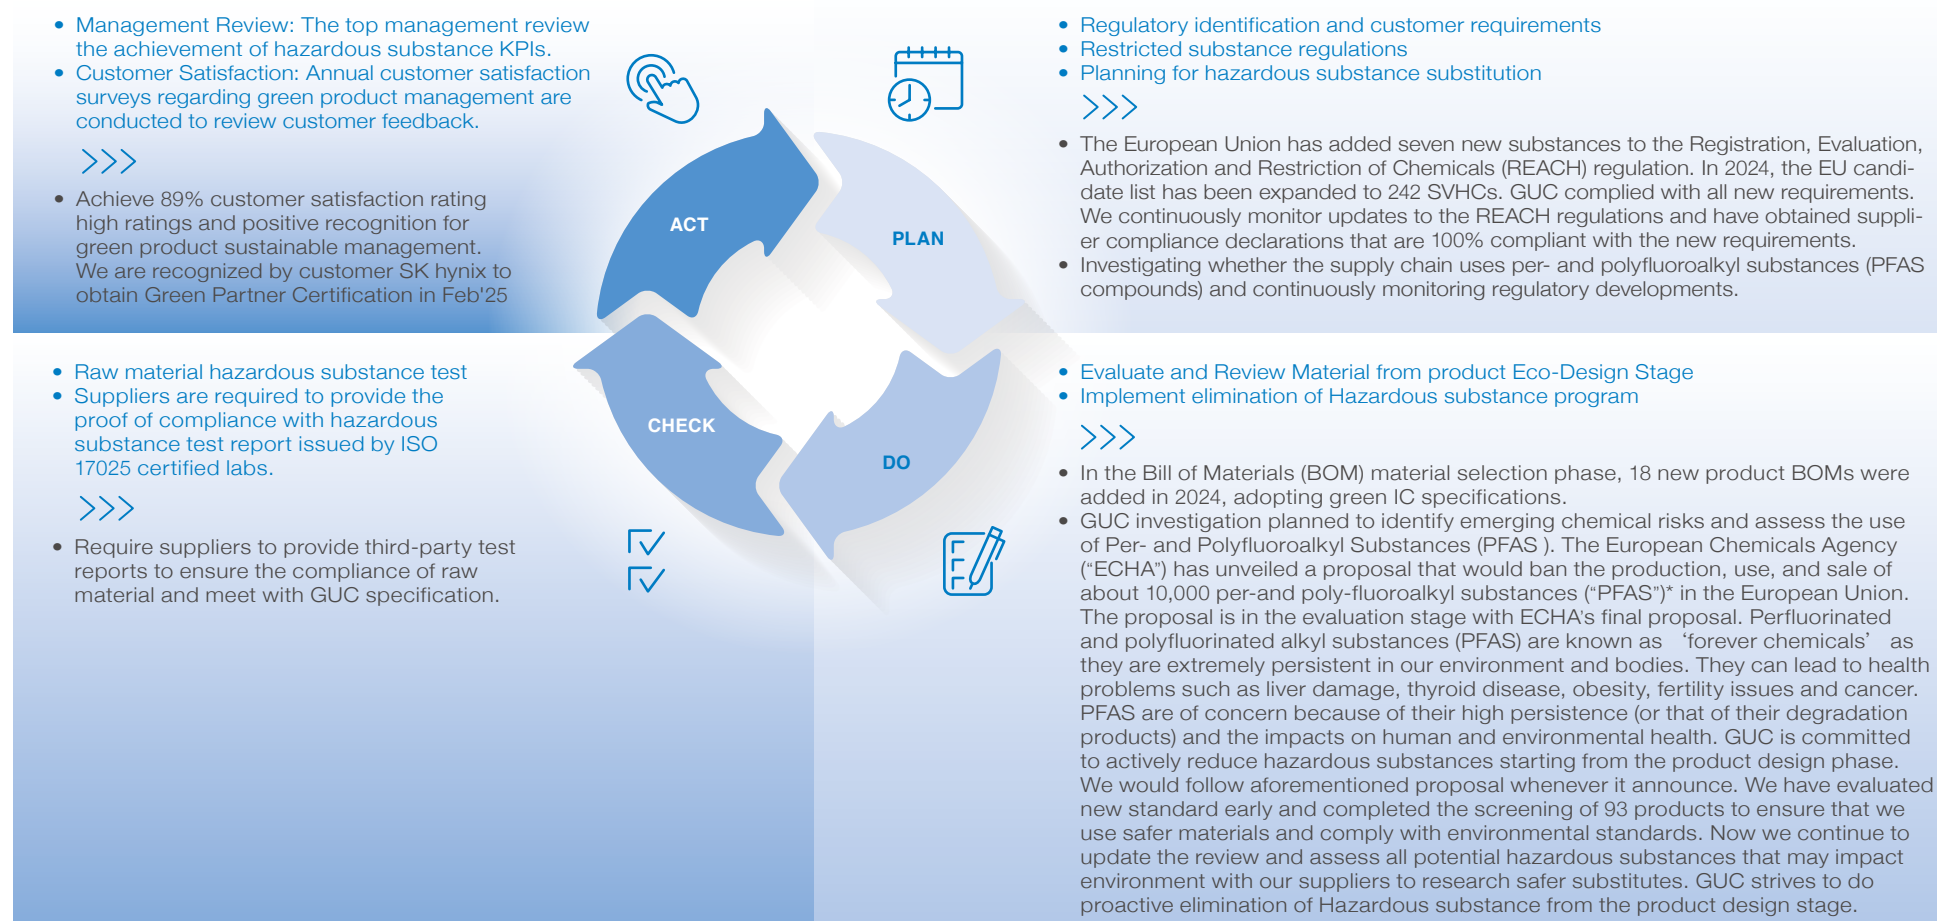 • Management Review: The top management review
the achievement of hazardous substance KPIs.
• Customer Satisfaction: Annual customer satisfaction
surveys regarding green product management are
conducted to review customer feedback.
• Achieve 89% customer satisfaction rating
high ratings and positive recognition for
green product sustainable management.
We are recognized by customer SK hynix to
obtain Green Partner Certification in Feb'25
ACT
PLAN
• Regulatory identification and customer requirements
• Restricted substance regulations
• Planning for hazardous substance substitution
• The European Union has added seven new substances to the Registration, Evaluation,
Authorization and Restriction of Chemicals (REACH) regulation. In 2024, the EU candi-
date list has been expanded to 242 SVHCs. GUC complied with all new requirements.
We continuously monitor updates to the REACH regulations and have obtained suppli-
er compliance declarations that are 100% compliant with the new requirements.
• Investigating whether the supply chain uses per- and polyfluoroalkyl substances (PFAS
compounds) and continuously monitoring regulatory developments.
• Raw material hazardous substance test
• Suppliers are required to provide the
proof of compliance with hazardous
substance test report issued by ISO
17025 certified labs.
• Require suppliers to provide third-party test
reports to ensure the compliance of raw
material and meet with GUC specification.
CHECK
DO
• Evaluate and Review Material from product Eco-Design Stage
• Implement elimination of Hazardous substance program
• In the Bill of Materials (BOM) material selection phase, 18 new product BOMs were
added in 2024, adopting green IC specifications.
• GUC investigation planned to identify emerging chemical risks and assess the use
of Per- and Polyfluoroalkyl Substances (PFAS ). The European Chemicals Agency
(“ECHA”) has unveiled a proposal that would ban the production, use, and sale of
about 10,000 per-and poly-fluoroalkyl substances (“PFAS”)* in the European Union.
The proposal is in the evaluation stage with ECHA’s final proposal. Perfluorinated
and polyfluorinated alkyl substances (PFAS) are known as ‘forever chemicals’ as
they are extremely persistent in our environment and bodies. They can lead to health
problems such as liver damage, thyroid disease, obesity, fertility issues and cancer.
PFAS are of concern because of their high persistence (or that of their degradation
products) and the impacts on human and environmental health. GUC is committed
to actively reduce hazardous substances starting from the product design phase.
We would follow aforementioned proposal whenever it announce. We have evaluated
new standard early and completed the screening of 93 products to ensure that we
use safer materials and comply with environmental standards. Now we continue to
update the review and assess all potential hazardous substances that may impact
environment with our suppliers to research safer substitutes. GUC strives to do
proactive elimination of Hazardous substance from the product design stage.